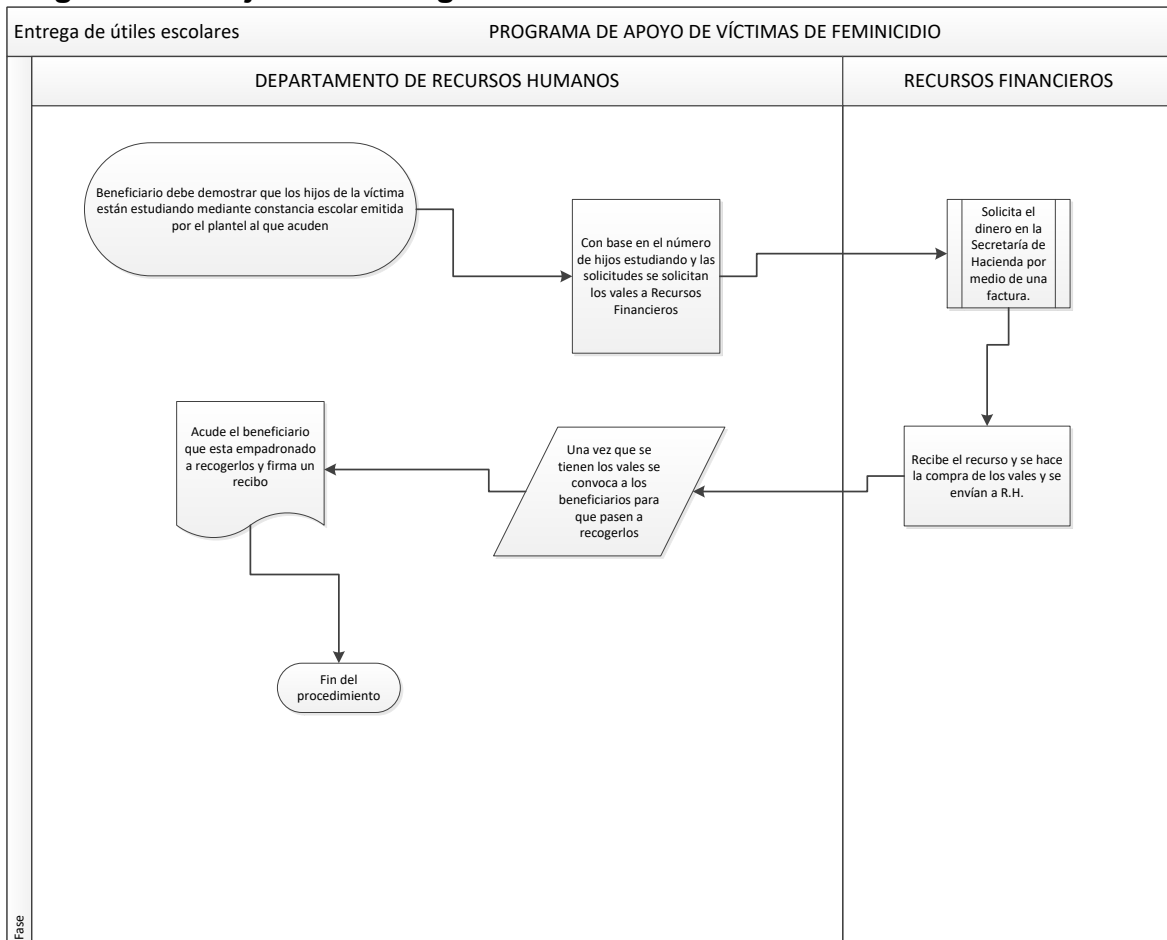 Entrega de útiles escolares
PROGRAMA DE APOYO DE VÍCTIMAS DE FEMINICIDIO
DEPARTAMENTO DE RECURSOS HUMANOS
RECURSOS FINANCIEROS
Beneficiario debe demostrar que los hijos de la víctima
están estudiando mediante constancia escolar emitida
por el plantel al que acuden
Con base en el número
de hijos estudiando y las
solicitudes se solicitan
los vales a Recursos
Financieros
Solicita el
dinero en la
Secretaría de
Hacienda por
medio de una
factura.
Recibe el recurso y se hace
la compra de los vales y se
envían a R.H.
Una vez que se
tienen los vales se
convoca a los
beneficiarios para
que pasen a
recogerlos
Acude el beneficiario
que esta empadronado
a recogerlos y firma un
recibo
Fin del
procedimiento
Fase